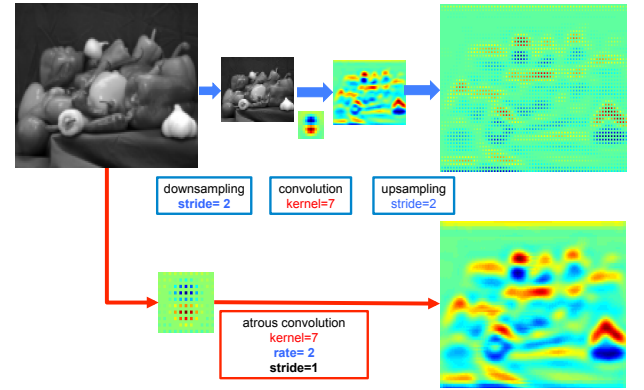 downsampling
stride= 2
convolution
kernel=7
upsampling
stride=2
atrous convolution
kernel=7
rate= 2
stride=1